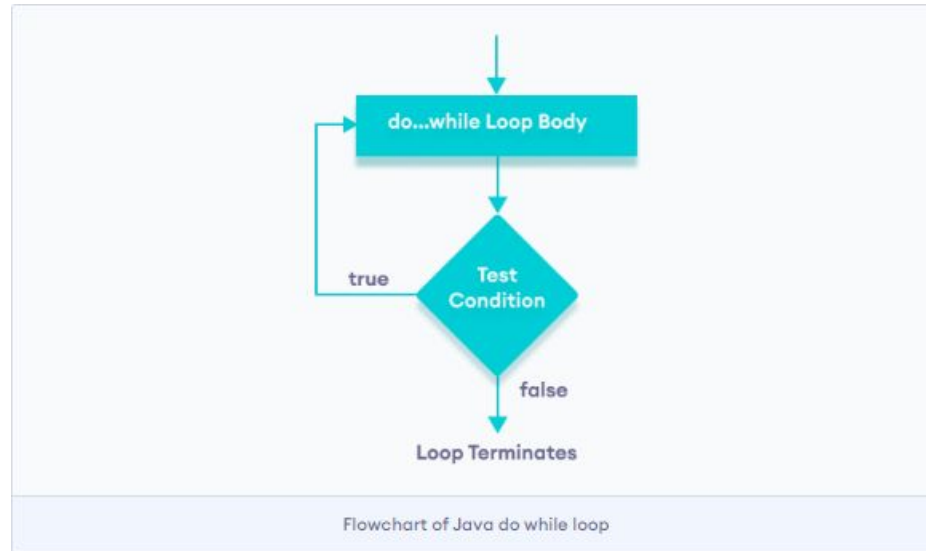 do...while Loop Body
true
Test
Condition
false
Loop Terminates
Flowchart of Java do while loop